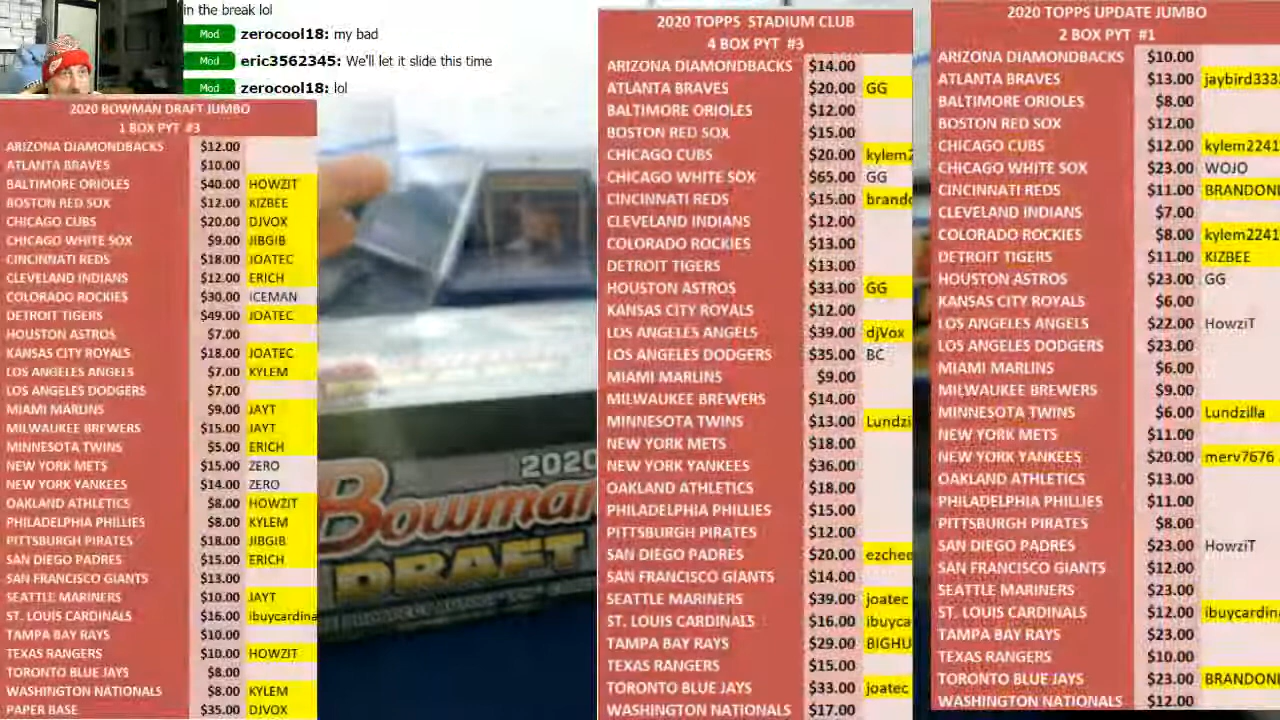 in the break lol
Mod zerocool18: my bad
Mod eric3562345: We'll let it slide this time
Mod zerocool18: lol
2020 BOWMAN DRAFT JUMBO
1 BOX PYT #3
ARIZONA DIAMONDBACKS $12.00
ATLANTA BRAVES $10.00
BALTIMORE ORIOLES $40.00 HOWZIT
BOSTON RED SOX $12.00 KIZBEE
CHICAGO CUBS $20.00 DJVOX
CHICAGO WHITE SOX $9.00 JIBGIB
CINCINNATI REDS $18.00 JOATEC
CLEVELAND INDIANS $12.00 ERICH
COLORADO ROCKIES $30.00 ICEMAN
DETROIT TIGERS $49.00 JOATEC
HOUSTON ASTROS $7.00
KANSAS CITY ROYALS $18.00 JOATEC
LOS ANGELES ANGELS $7.00 KYLEM
LOS ANGELES DODGERS $7.00
MIAMI MARLINS $9.00 JAYT
MILWAUKEE BREWERS $15.00 JAYT
MINNESOTA TWINS $5.00 ERICH
NEW YORK METS $15.00 ZERO
NEW YORK YANKEES $14.00 ZERO
OAKLAND ATHLETICS $8.00 HOWZIT
PHILADELPHIA PHILLIES $8.00 KYLEM
PITTSBURGH PIRATES $18.00 JIBGIB
SAN DIEGO PADRES $15.00 ERICH
SAN FRANCISCO GIANTS $13.00
SEATTLE MARINERS $10.00 JAYT
ST. LOUIS CARDINALS $16.00 ibuycardina
TAMPA BAY RAYS $10.00
TEXAS RANGERS $10.00 HOWZIT
TORONTO BLUE JAYS $8.00
WASHINGTON NATIONALS $8.00 KYLEM
PAPER BASE $35.00 DJVOX
2020
Bowman
DRAFT
2020 TOPPS STADIUM CLUB
4 BOX PYT #3
ARIZONA DIAMONDBACKS $14.00
ATLANTA BRAVES $20.00 GG
BALTIMORE ORIOLES $12.00
BOSTON RED SOX $15.00
CHICAGO CUBS $20.00 kylem2
CHICAGO WHITE SOX $65.00 GG
CINCINNATI REDS $15.00 brando
CLEVELAND INDIANS $12.00
COLORADO ROCKIES $13.00
DETROIT TIGERS $13.00
HOUSTON ASTROS $33.00 GG
KANSAS CITY ROYALS $12.00
LOS ANGELES ANGELS $39.00 djVox
LOS ANGELES DODGERS $35.00 BC
MIAMI MARLINS $9.00
MILWAUKEE BREWERS $14.00
MINNESOTA TWINS $13.00 Lundzi
NEW YORK METS $18.00
NEW YORK YANKEES $36.00
OAKLAND ATHLETICS $18.00
PHILADELPHIA PHILLIES $15.00
PITTSBURGH PIRATES $12.00
SAN DIEGO PADRES $20.00 ezchee
SAN FRANCISCO GIANTS $14.00
SEATTLE MARINERS $39.00 joatec
ST. LOUIS CARDINALS $16.00 ibuyca
TAMPA BAY RAYS $29.00 BIGHU
TEXAS RANGERS $15.00
TORONTO BLUE JAYS $33.00 joatec
WASHINGTON NATIONALS $17.00
2020 TOPPS UPDATE JUMBO
2 BOX PYT #1
ARIZONA DIAMONDBACKS $10.00
ATLANTA BRAVES $13.00 jaybird333
BALTIMORE ORIOLES $8.00
BOSTON RED SOX $12.00
CHICAGO CUBS $12.00 kylem2241
CHICAGO WHITE SOX $23.00 WOJO
CINCINNATI REDS $11.00 BRANDON
CLEVELAND INDIANS $7.00
COLORADO ROCKIES $8.00 kylem2241
DETROIT TIGERS $11.00 KIZBEE
HOUSTON ASTROS $23.00 GG
KANSAS CITY ROYALS $6.00
LOS ANGELES ANGELS $22.00 HowziT
LOS ANGELES DODGERS $23.00
MIAMI MARLINS $6.00
MILWAUKEE BREWERS $9.00
MINNESOTA TWINS $6.00 Lundzilla
NEW YORK METS $11.00
NEW YORK YANKEES $20.00 merv7676
OAKLAND ATHLETICS $13.00
PHILADELPHIA PHILLIES $11.00
PITTSBURGH PIRATES $8.00
SAN DIEGO PADRES $23.00 HowziT
SAN FRANCISCO GIANTS $12.00
SEATTLE MARINERS $23.00
ST. LOUIS CARDINALS $12.00 ibuycardin
TAMPA BAY RAYS $23.00
TEXAS RANGERS $10.00
TORONTO BLUE JAYS $23.00 BRANDON
WASHINGTON NATIONALS $12.00